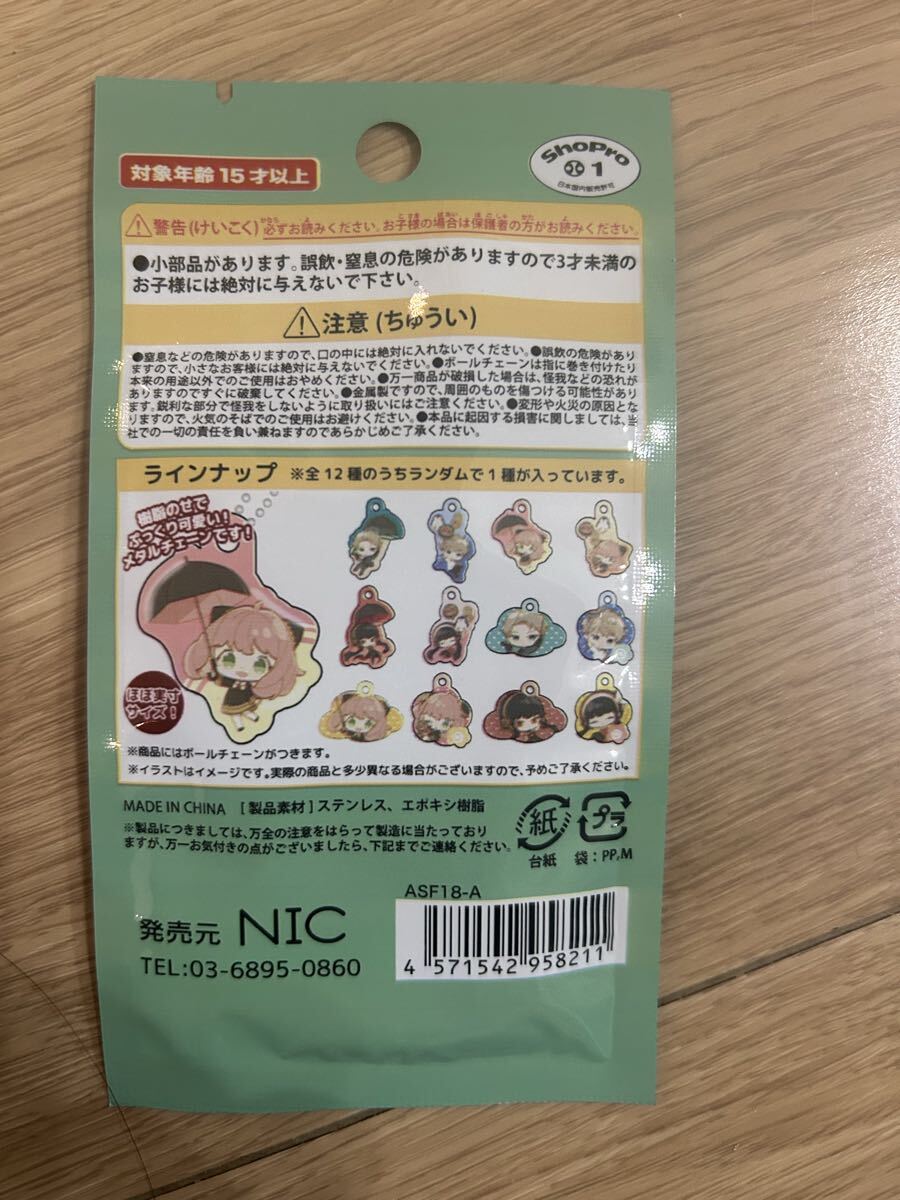 対象年齢15才以上
ShoPro
1
日本国内販売許可
⚠警告(けいこく)必ずお読みください。お子様の場合は保護者の方がお読みください。
●小部品があります。誤飲・窒息の危険がありますので3才未満の
お子様には絶対に与えないで下さい。
⚠注意(ちゅうい)
●窒息などの危険がありますので、口の中には絶対に入れないでください。●誤飲の危険があり
ますので、小さなお客様には絶対に与えないでください。●ボールチェーンは指に巻き付けたり
本来の用途以外でのご使用はおやめください。●万一商品が破損した場合は、怪我などの恐れが
ありますのですぐに破棄してください。●金属製ですので、周囲のものを傷つける可能性があり
ます。鋭利な部分で怪我をしないように取り扱いにはご注意ください。●変形や火災の原因とな
りますので、火気のそばでのご使用はお避けください。●本品に起因する損害に関しましては、当
社での一切の責任を負い兼ねますのであらかじめご了承ください。
ラインナップ ※全12種のうちランダムで1種が入っています。
樹脂のせで
ぷっくり可愛い!
メタルチェーンです!
ほぼ実寸
サイズ!
※商品にはボールチェーンがつきます。
※イラストはイメージです。実際の商品と多少異なる場合がございますので、予めご了承ください。
MADE IN CHINA [製品素材]ステンレス、エポキシ樹脂
※製品につきましては、万全の注意をはらって製造に当たっており
ますが、万一お気付きの点がございましたら、下記までご連絡ください。
紙
プラ
台紙 袋:PP,M
ASF18-A
発売元 NIC
TEL:03-6895-0860
4 571542 958211